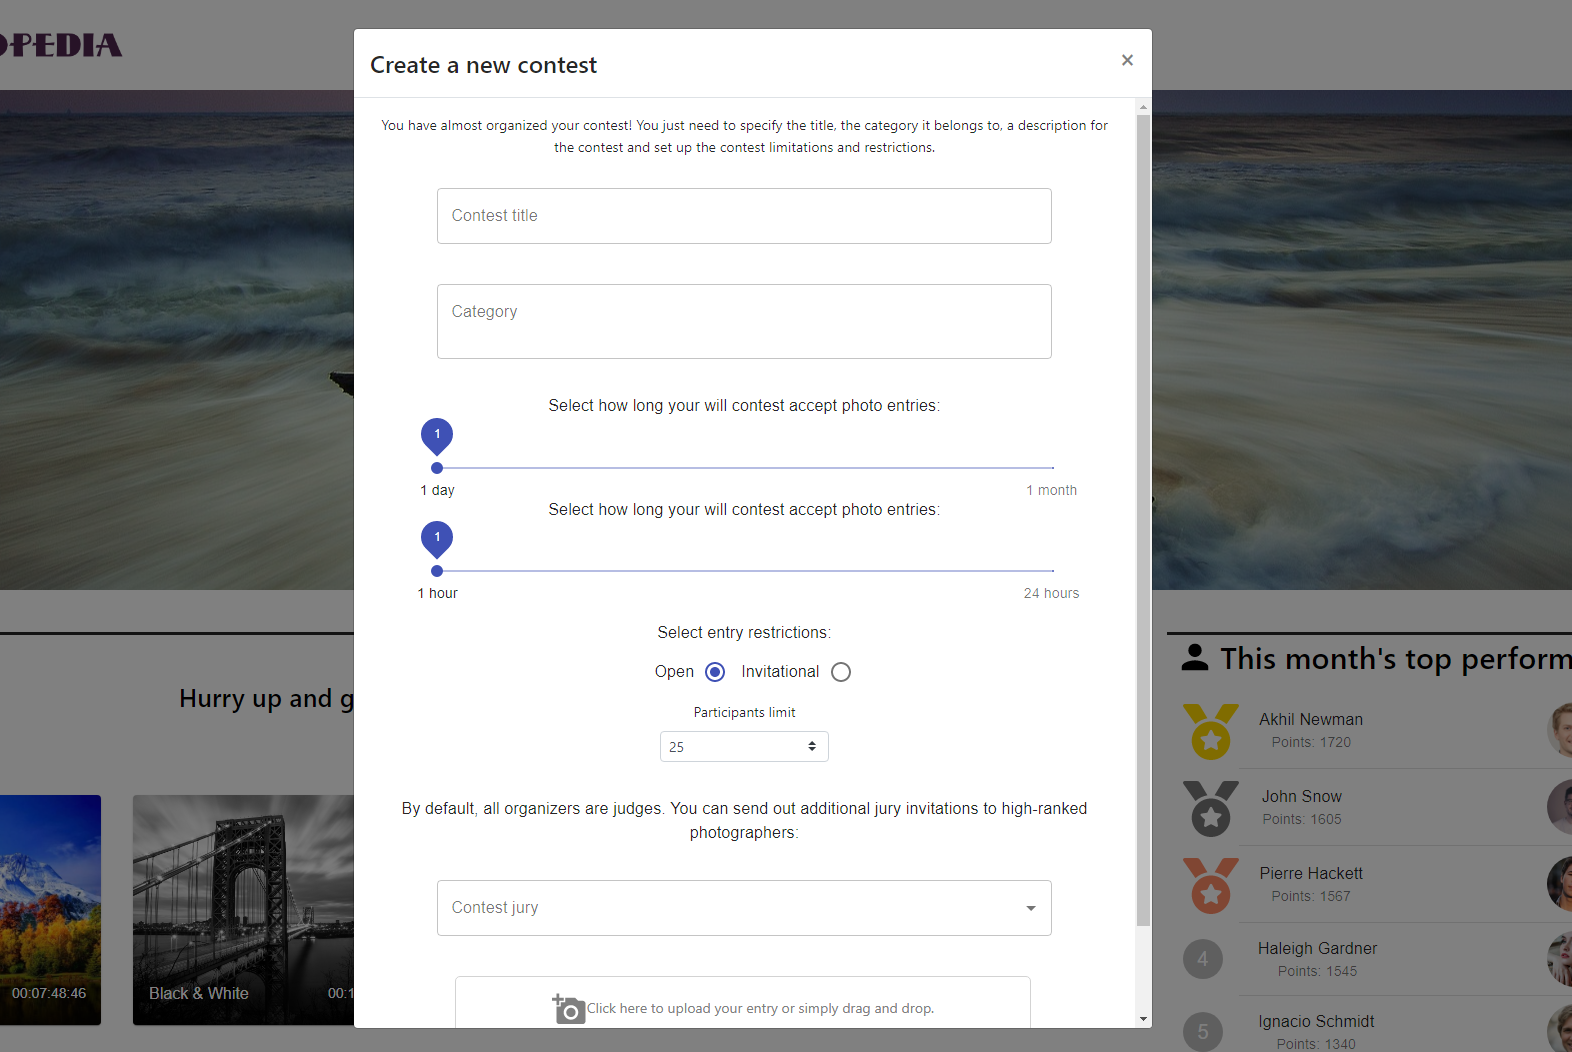 OPEDIA
Create a new contest
×
You have almost organized your contest! You just need to specify the title, the category it belongs to, a description for
the contest and set up the contest limitations and restrictions.
Contest title
Category
Select how long your will contest accept photo entries:
1
1 day
1 month
Select how long your will contest accept photo entries:
1
1 hour
24 hours
Select entry restrictions:
Open
Invitational
Participants limit
25
By default, all organizers are judges. You can send out additional jury invitations to high-ranked
photographers:
Contest jury
Click here to upload your entry or simply drag and drop.
Hurry up and g
00:07:48:46
Black & White
00:1
This month's top perform
Akhil Newman
Points: 1720
John Snow
Points: 1605
Pierre Hackett
Points: 1567
4
Haleigh Gardner
Points: 1545
5
Ignacio Schmidt
Points: 1340